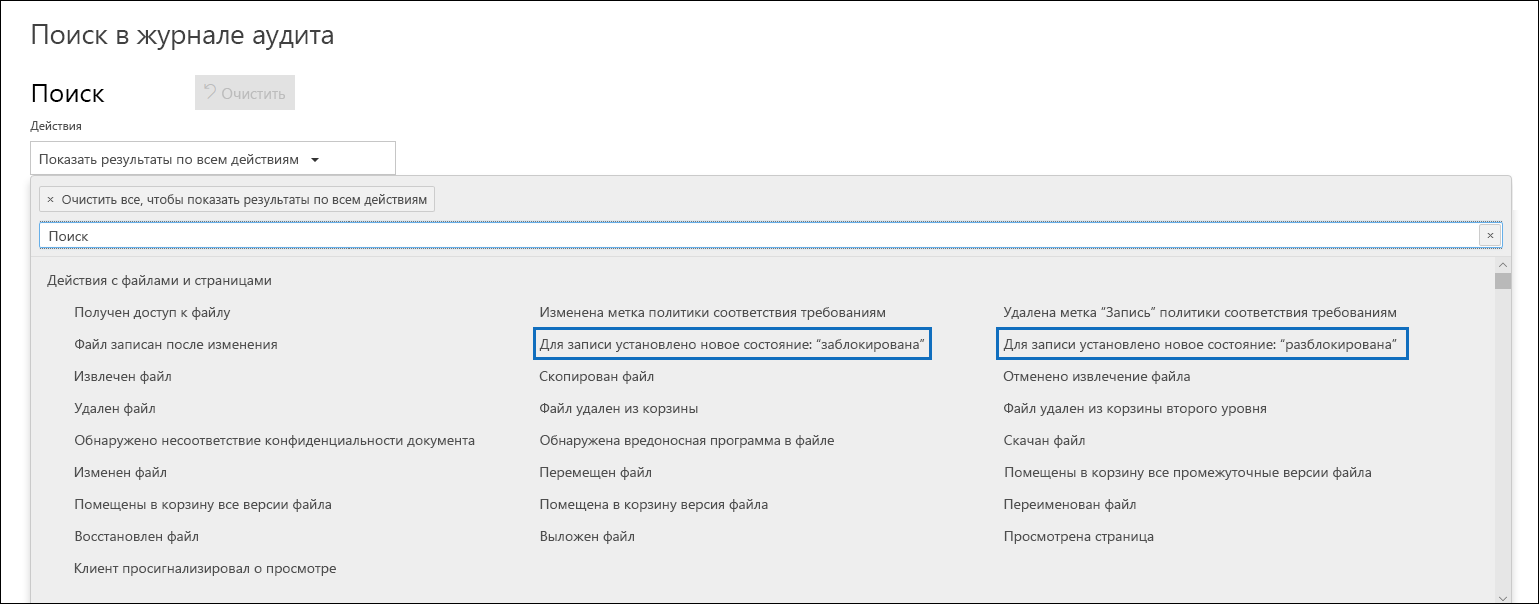 Поиск в журнале аудита
Поиск
Очистить
Действия
Показать результаты по всем действиям
× Очистить все, чтобы показать результаты по всем действиям
Поиск ×
Действия с файлами и страницами
Получен доступ к файлу Изменена метка политики соответствия требованиям Удалена метка “Запись” политики соответствия требованиям
Файл записан после изменения Для записи установлено новое состояние: “заблокирована” Для записи установлено новое состояние: “разблокирована”
Извлечен файл Скопирован файл Отменено извлечение файла
Удален файл Файл удален из корзины Файл удален из корзины второго уровня
Обнаружено несоответствие конфиденциальности документа Обнаружена вредоносная программа в файле Скачан файл
Изменен файл Перемещен файл Помещены в корзину все промежуточные версии файла
Помещены в корзину все версии файла Помещена в корзину версия файла Переименован файл
Восстановлен файл Выложен файл Просмотрена страница
Клиент просигнализировал о просмотре